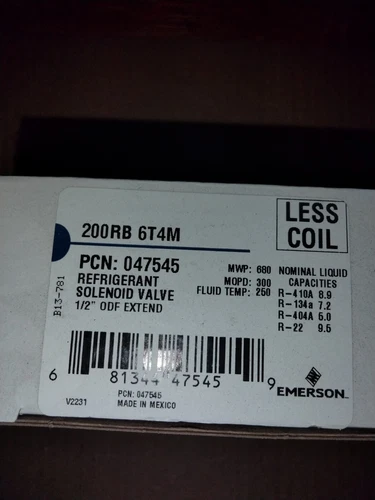 LESS
COIL
200RB 6T4M
PCN: 047545
REFRIGERANT
SOLENOID VALVE
1/2" ODF EXTEND
MWP: 680
MOPD: 300
FLUID TEMP: 250
NOMINAL LIQUID
CAPACITIES
R-410A 8.9
R-134a 7.2
R-404A 6.0
R-22 9.5
B13-781
6 81344 47545 9
EMERSON
V2231
PCN: 047545
MADE IN MEXICO